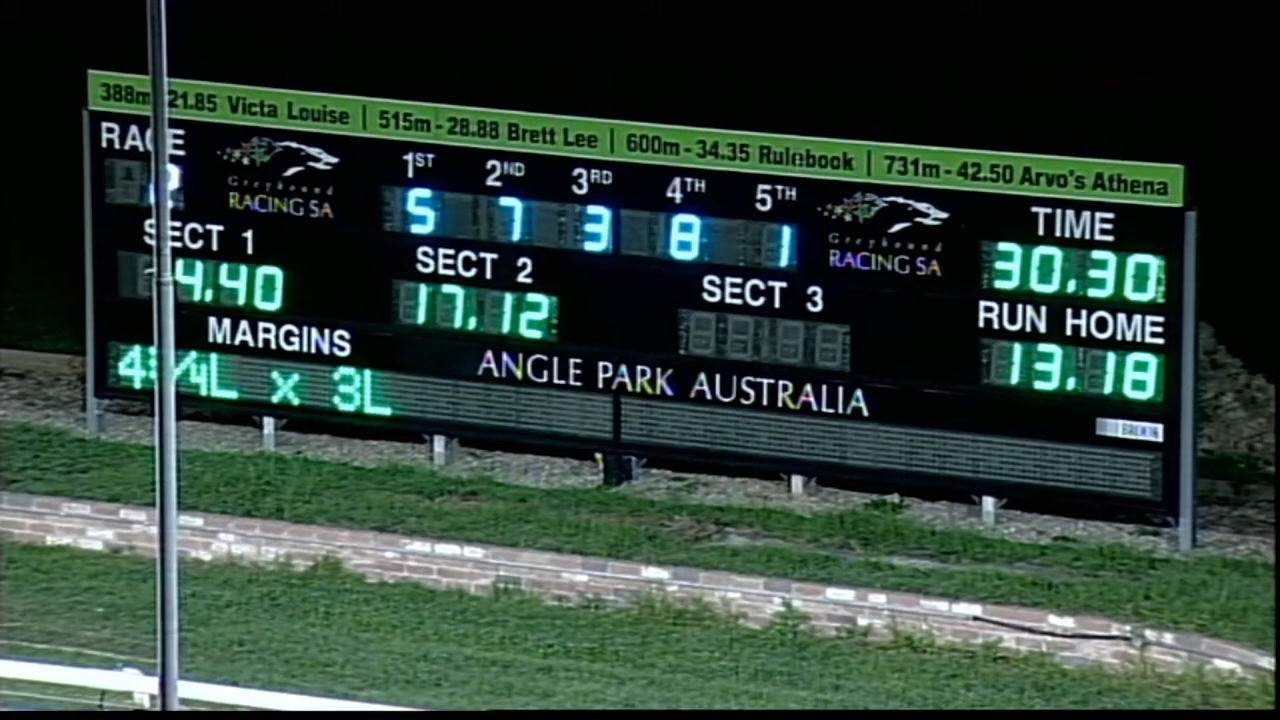 388m 21.85 Victa Louise | 515m - 28.88 Brett Lee | 600m - 34.35 Rulebook | 731m - 42.50 Arvo's Athena
RACE
Greyhound
RACING SA
1ST 2ND 3RD 4TH 5TH
5 7 3 8 1
Greyhound
RACING SA
TIME
30.30
SECT 1
4.40
SECT 2
17.12
SECT 3
RUN HOME
13.18
MARGINS
L x 3L
ANGLE PARK AUSTRALIA